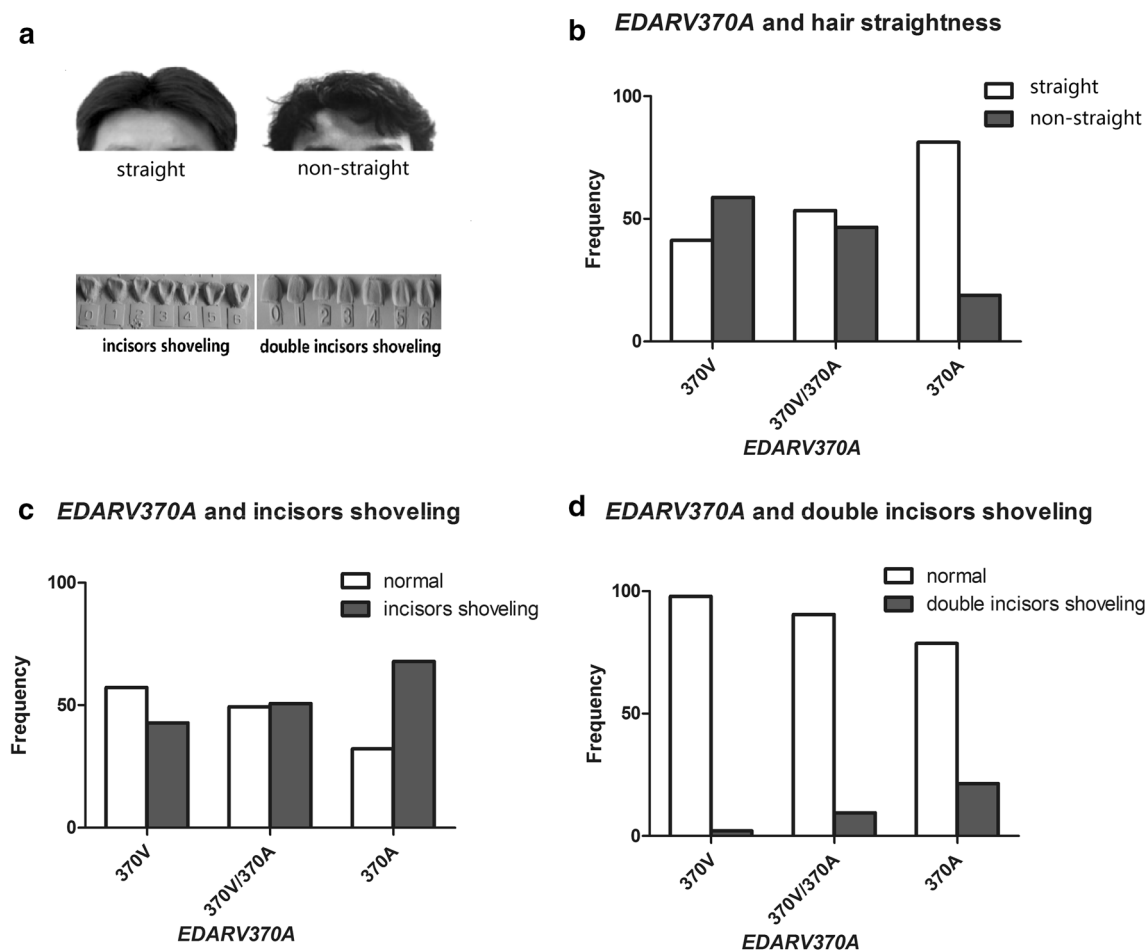 a
straight
non-straight
0 1 2 3 4 5 6
0 1 2 3 4 5 6
incisors shoveling
double incisors shoveling
b
EDARV370A and hair straightness
straight
non-straight
100
50
0
Frequency
370V
370V/370A
370A
EDARV370A
c
EDARV370A and incisors shoveling
normal
incisors shoveling
100
50
0
Frequency
370V
370V/370A
370A
EDARV370A
d
EDARV370A and double incisors shoveling
normal
double incisors shoveling
100
50
0
Frequency
370V
370V/370A
370A
EDARV370A